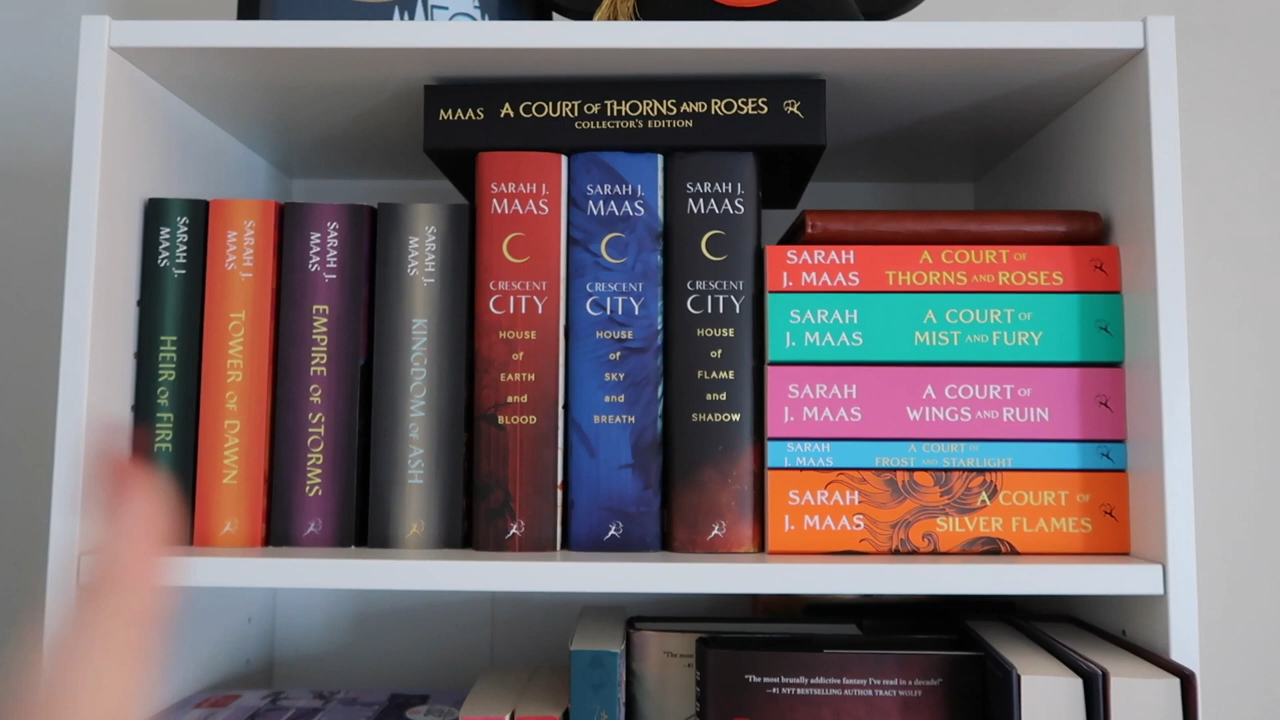 MAAS A COURT OF THORNS AND ROSES
COLLECTOR'S EDITION
SARAH J.
MAAS
HEIR OF FIRE
SARAH J.
MAAS
TOWER OF DAWN
SARAH J.
MAAS
EMPIRE OF STORMS
SARAH J.
MAAS
KINGDOM OF ASH
SARAH J.
MAAS
CRESCENT
CITY
HOUSE
of
EARTH
and
BLOOD
SARAH J.
MAAS
CRESCENT
CITY
HOUSE
of
SKY
and
BREATH
SARAH J.
MAAS
CRESCENT
CITY
HOUSE
of
FLAME
and
SHADOW
SARAH
J. MAAS
A COURT OF
THORNS AND ROSES
SARAH
J. MAAS
A COURT OF
MIST AND FURY
SARAH
J. MAAS
A COURT OF
WINGS AND RUIN
SARAH
J. MAAS
A COURT OF
FROST AND STARLIGHT
SARAH
J. MAAS
A COURT OF
SILVER FLAMES
"The most
"The most brutally addictive fantasy I've read in a decade!"
—#1 NYT BESTSELLING AUTHOR TRACY WOLFF